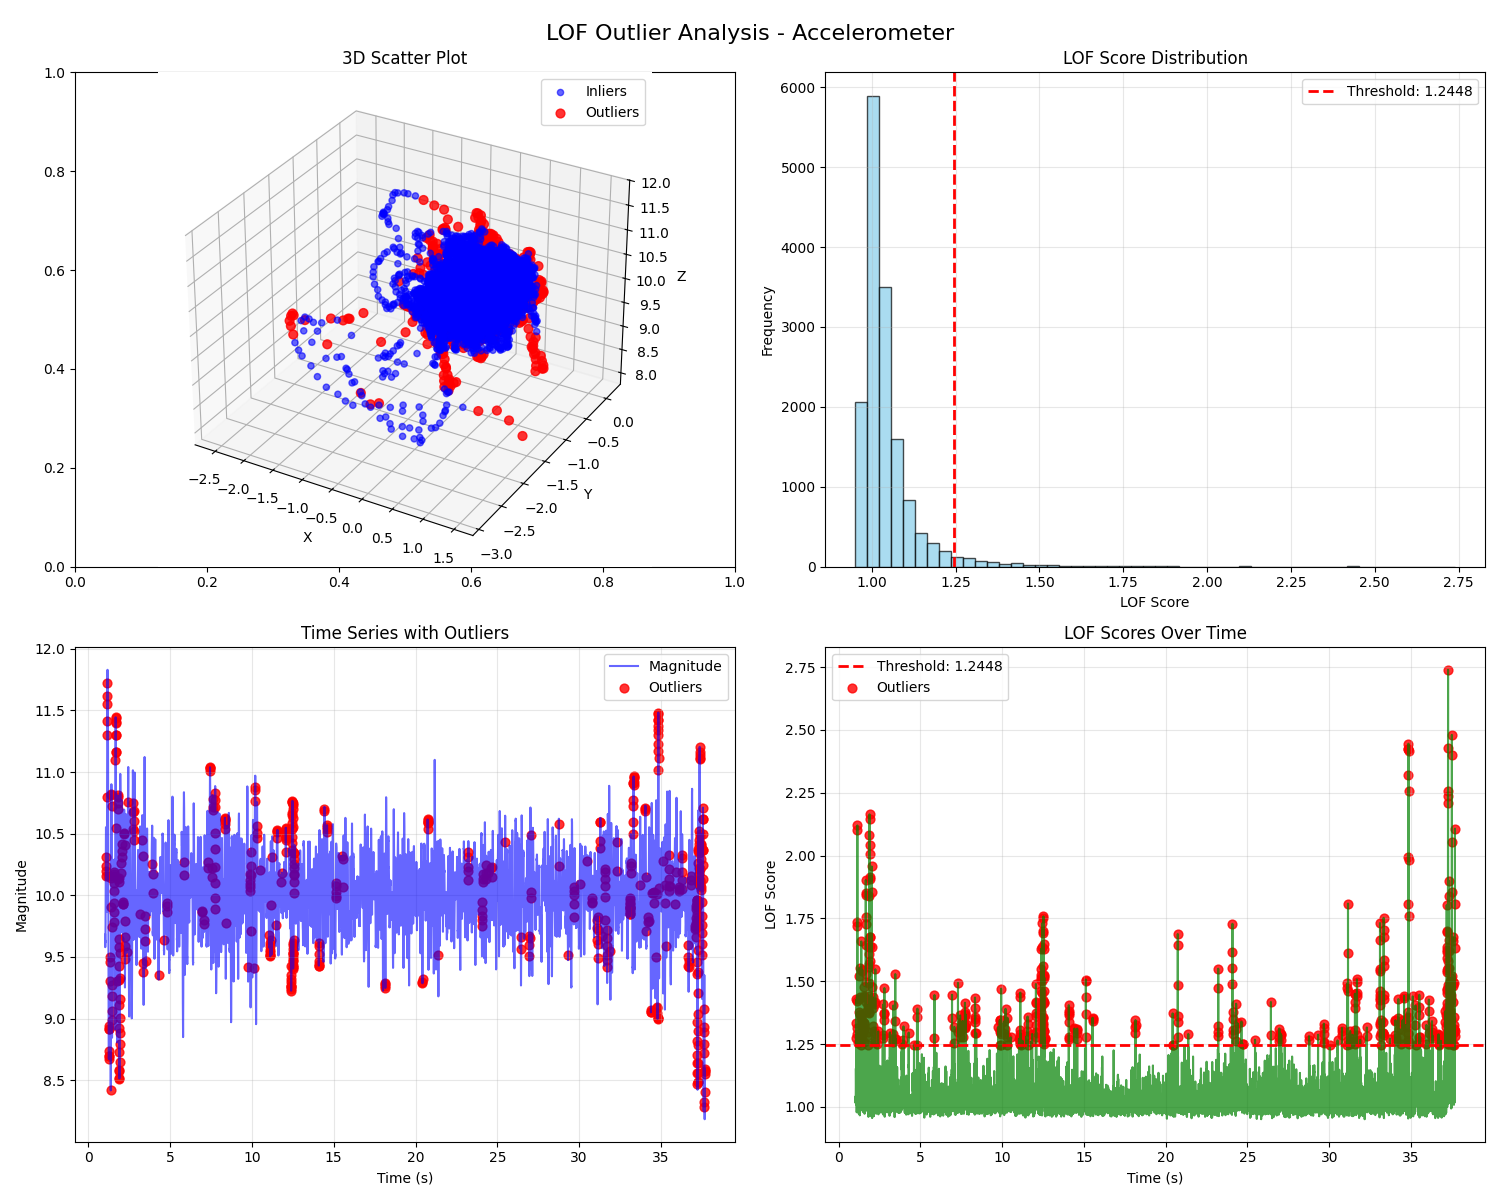 LOF Outlier Analysis - Accelerometer
3D Scatter Plot
Inliers
Outliers
1.0
0.8
0.6
0.4
0.2
0.0
0.0 0.2 0.4 0.6 0.8 1.0
12.0
11.5
11.0
10.5
10.0
9.5
9.0
8.5
8.0
Z
−2.5 −2.0 −1.5 −1.0 −0.5 0.0 0.5 1.0 1.5
X
0.0
−0.5
−1.0
−1.5
−2.0
−2.5
−3.0
Y
LOF Score Distribution
Threshold: 1.2448
6000
5000
4000
3000
2000
1000
0
Frequency
1.00 1.25 1.50 1.75 2.00 2.25 2.50 2.75
LOF Score
Time Series with Outliers
Magnitude
Outliers
12.0
11.5
11.0
10.5
10.0
9.5
9.0
8.5
Magnitude
0 5 10 15 20 25 30 35
Time (s)
LOF Scores Over Time
Threshold: 1.2448
Outliers
2.75
2.50
2.25
2.00
1.75
1.50
1.25
1.00
LOF Score
0 5 10 15 20 25 30 35
Time (s)